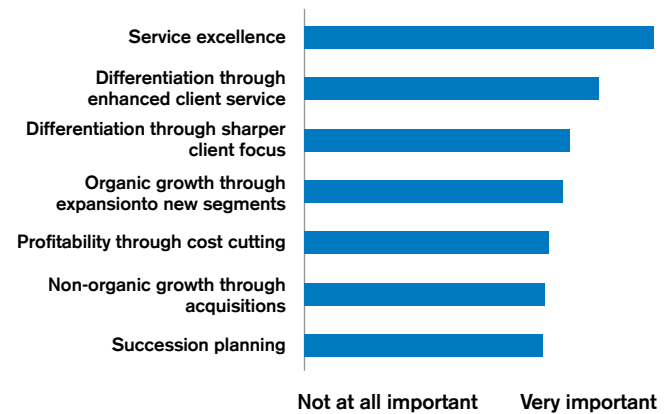 Service excellence
Differentiation through
enhanced client service
Differentiation through sharper
client focus
Organic growth through
expansionto new segments
Profitability through cost cutting
Non-organic growth through
acquisitions
Succession planning
Not at all important Very important